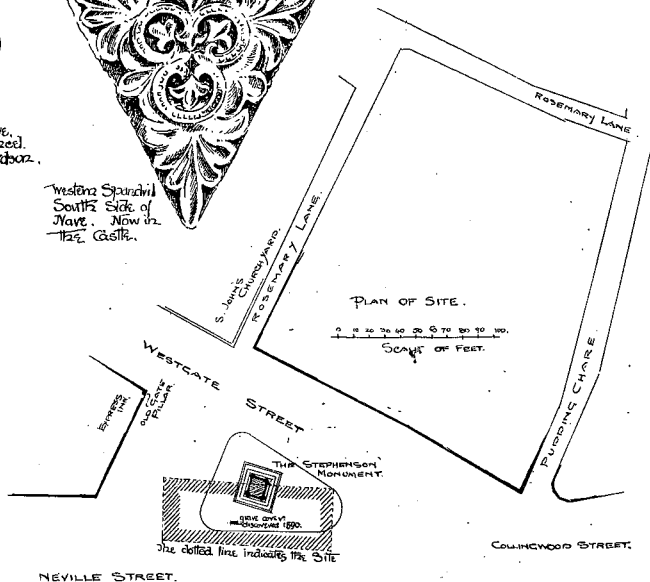 Western Spandril
South Side of
Nave. Now in
the Castle.
ROSEMARY LANE
ROSEMARY LANE.
S. JOHN'S
CHURCHYARD.
PLAN OF SITE.
0 10 20 30 40 50 60 70 80 90 100.
SCALE OF FEET.
WESTGATE STREET
EXPRESS
INN.
OLD GATE
PILLAR.
PUDDING CHARE
THE STEPHENSON
MONUMENT.
grave cover
discovered 1890.
The dotted line indicates the Site
COLLINGWOOD STREET.
NEVILLE STREET.